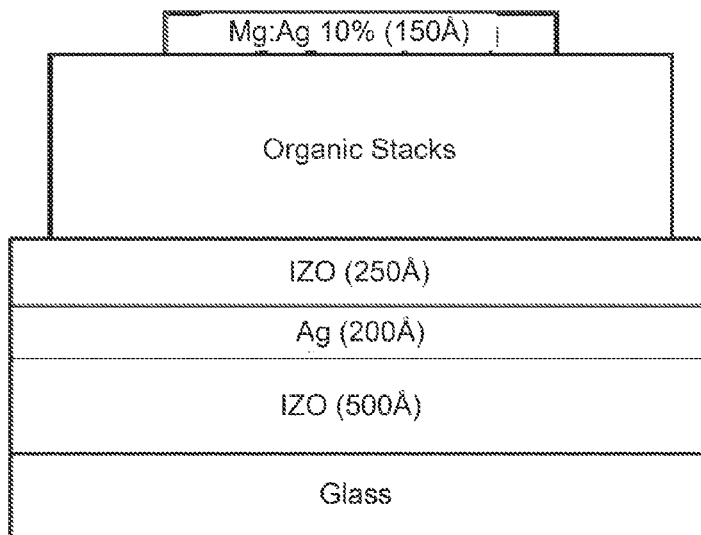 Mg:Ag 10% (150Å)
Organic Stacks
IZO (250Å)
Ag (200Å)
IZO (500Å)
Glass